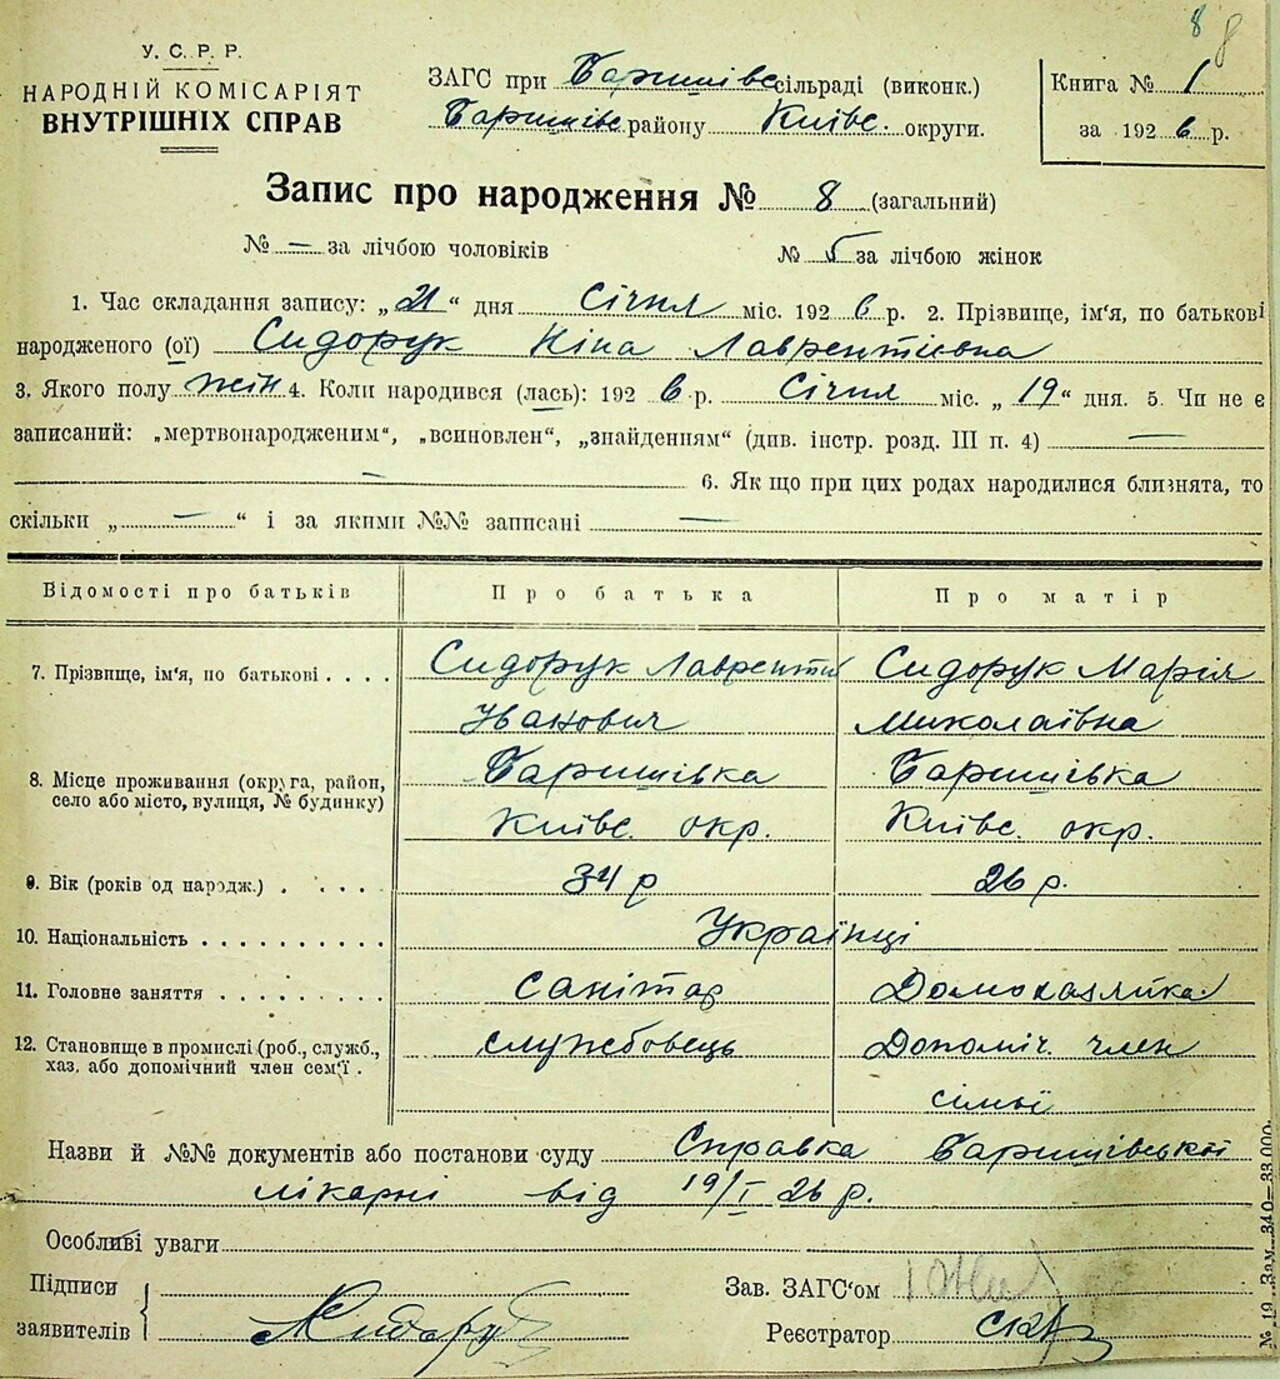 8 8
У. С. Р. Р.
НАРОДНІЙ КОМІСАРІЯТ
ВНУТРІШНІХ СПРАВ
ЗАГС при Баришівс сільраді (виконк.)
Баришівс району Київс. округи.
Книга № 1
за 1926 р.
Запис про народження № 8 (загальний)
№ — за лічбою чоловіків № 5 за лічбою жінок
1. Час складання запису: „21“ дня Січня міс. 1926 р. 2. Прізвище, ім'я, по батькові
народженого (ої) Сидорук Ніна Лаврентіївна
3. Якого полу жін 4. Коли народився (лась): 1926 р. Січня міс. „19“ дня. 5. Чи не є
записаний: „мертвонародженим“, „всиновлен“, „знайденням“ (див. інстр. розд. III п. 4) —
— 6. Як що при цих родах народилися близнята, то
скільки „ — “ і за якими №№ записані —
Відомості про батьків Про батька Про матір
7. Прізвище, ім'я, по батькові . . . . Сидорук Лаврентій Сидорук Марія
Іванович Миколаївна
8. Місце проживання (округа, район, село або місто, вулиця, № будинку) Баришівка Баришівка
Київс. окр. Київс. окр.
9. Вік (років од народж.) . . . . 34 р 26 р.
10. Національність . . . . . . . . . . Українці
11. Головне заняття . . . . . . . . . Санітар Домохазяйка
12. Становище в промислі (роб., служб., хаз. або допомічний член сем'ї . службовець Допоміч. член
сімьї
Назви й №№ документів або постанови суду Справка Баришівської
лікарні від 19/I 26 р.
Особливі уваги
Підписи
заявителів
Зав. ЗАГС'ом
Реєстратор
№ 19 Зам. 340—33.000.